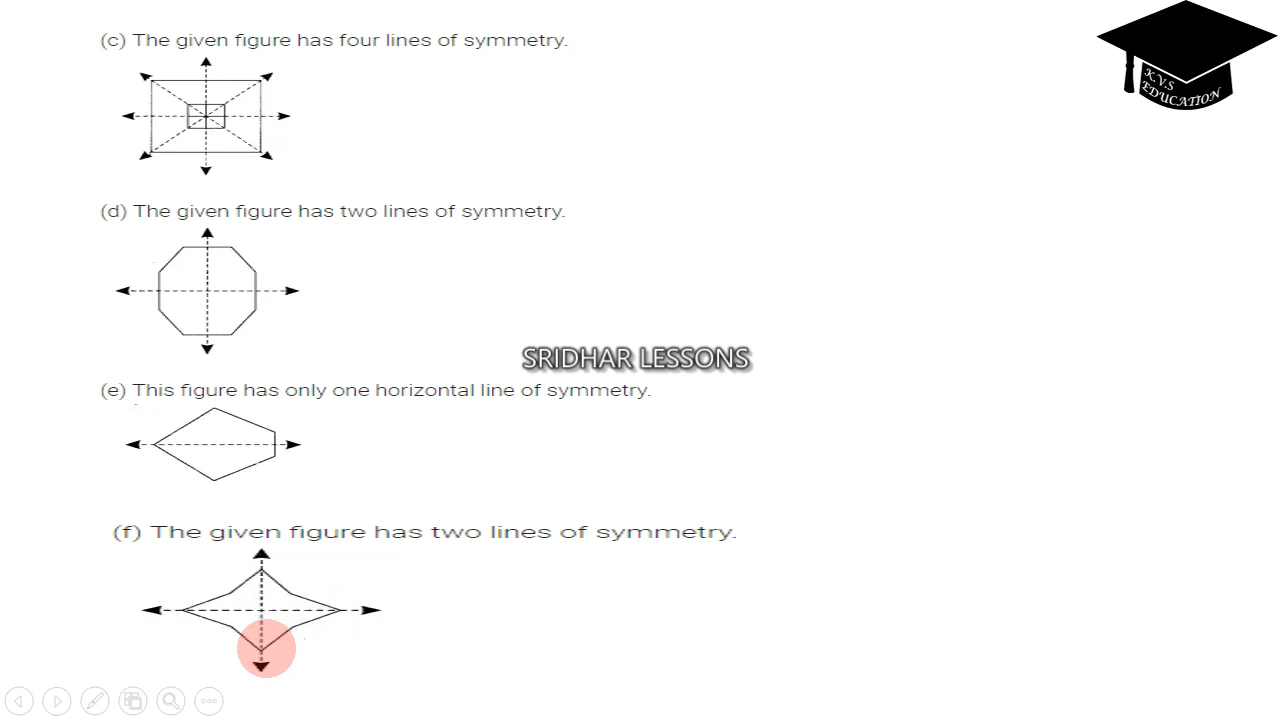 (c) The given figure has four lines of symmetry.
K.V.S
EDUCATION
(d) The given figure has two lines of symmetry.
SRIDHAR LESSONS
(e) This figure has only one horizontal line of symmetry.
(f) The given figure has two lines of symmetry.